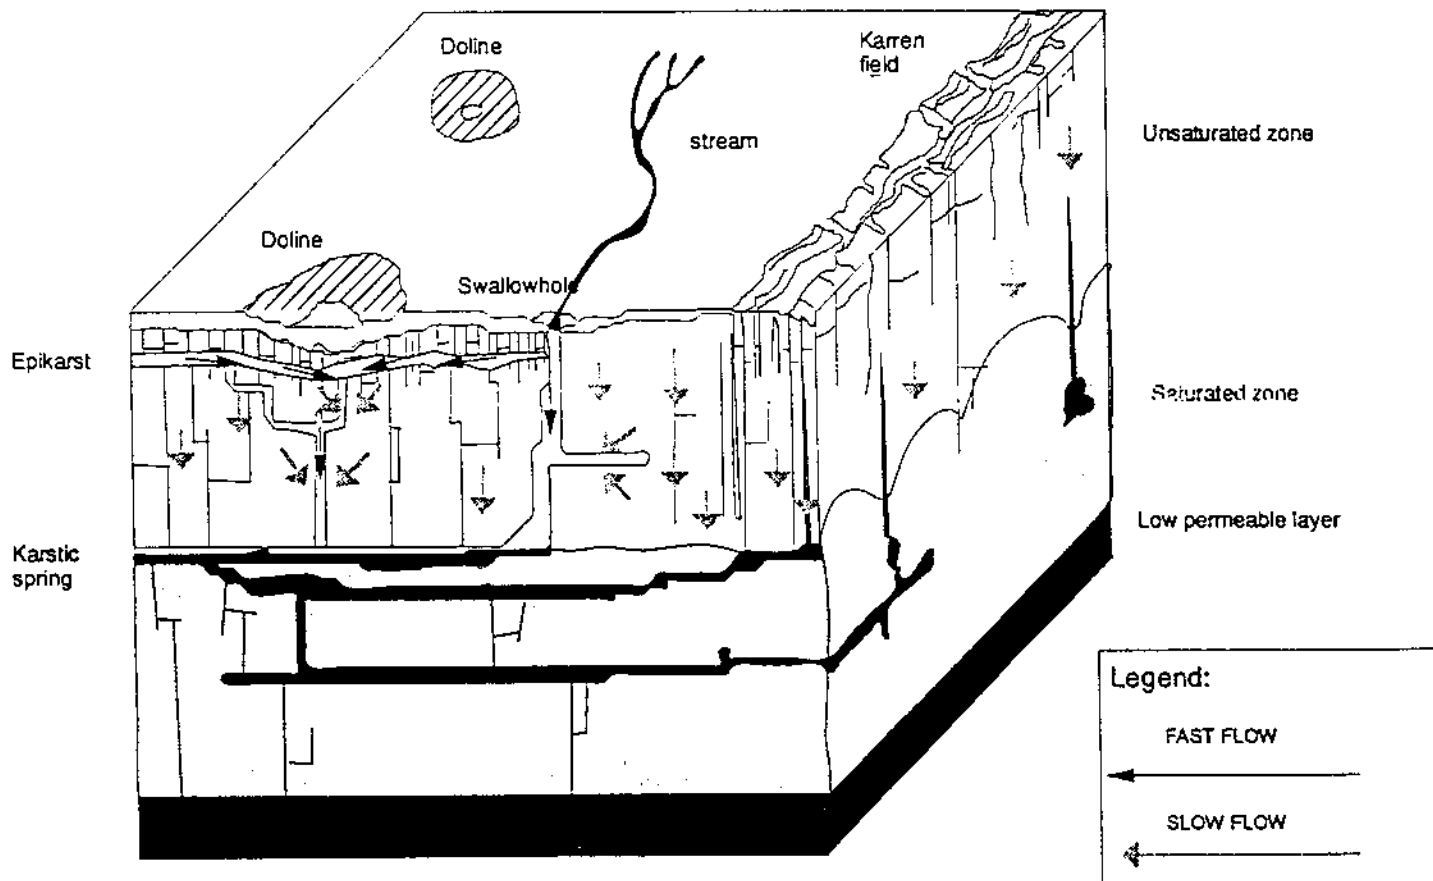 Doline
Karren
field
stream
Unsaturated zone
Doline
Swallowhole
Epikarst
Saturated zone
Low permeable layer
Karstic
spring
Legend:
FAST FLOW
SLOW FLOW